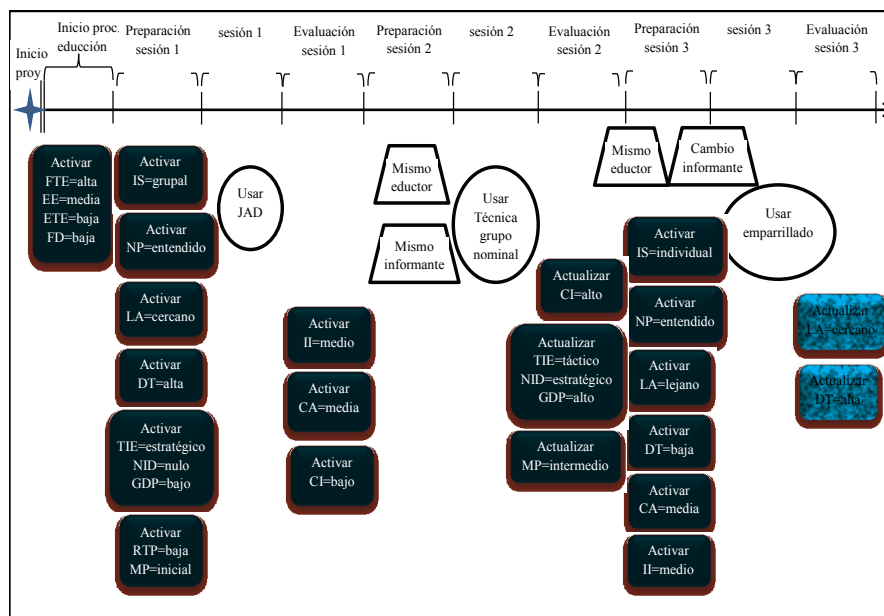 Inicio proc.
educción
Preparación
sesión 1
sesión 1
Evaluación
sesión 1
Preparación
sesión 2
sesión 2
Evaluación
sesión 2
Preparación
sesión 3
sesión 3
Evaluación
sesión 3
Inicio
proy
Activar
FTE=alta
EE=media
ETE=baja
FD=baja
Activar
IS=grupal
Activar
NP=entendido
Activar
LA=cercano
Activar
DT=alta
Activar
TIE=estratégico
NID=nulo
GDP=bajo
Activar
RTP=baja
MP=inicial
Usar
JAD
Activar
II=medio
Activar
CA=media
Activar
CI=bajo
Mismo
eductor
Mismo
informante
Usar
Técnica
grupo
nominal
Actualizar
CI=alto
Actualizar
TIE=táctico
NID=estratégico
GDP=alto
Actualizar
MP=intermedio
Mismo
eductor
Cambio
informante
Activar
IS=individual
Activar
NP=entendido
Activar
LA=lejano
Activar
DT=baja
Activar
CA=media
Activar
II=medio
Usar
emparrillado
Actualizar
LA=cercano
Actualizar
DT=alta